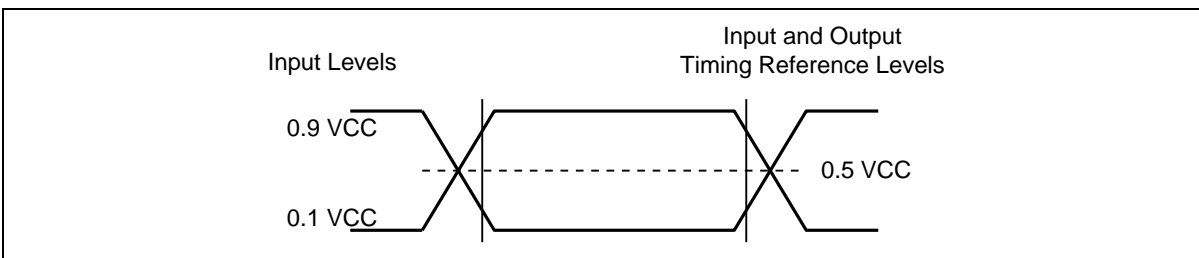 Input Levels
Input and Output
Timing Reference Levels
0.9 VCC
0.5 VCC
0.1 VCC